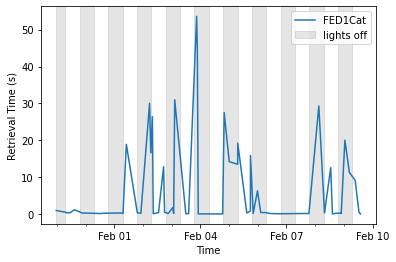 FED1Cat
lights off
Retrieval Time (s)
50
40
30
20
10
0
Feb 01
Feb 04
Feb 07
Feb 10
Time